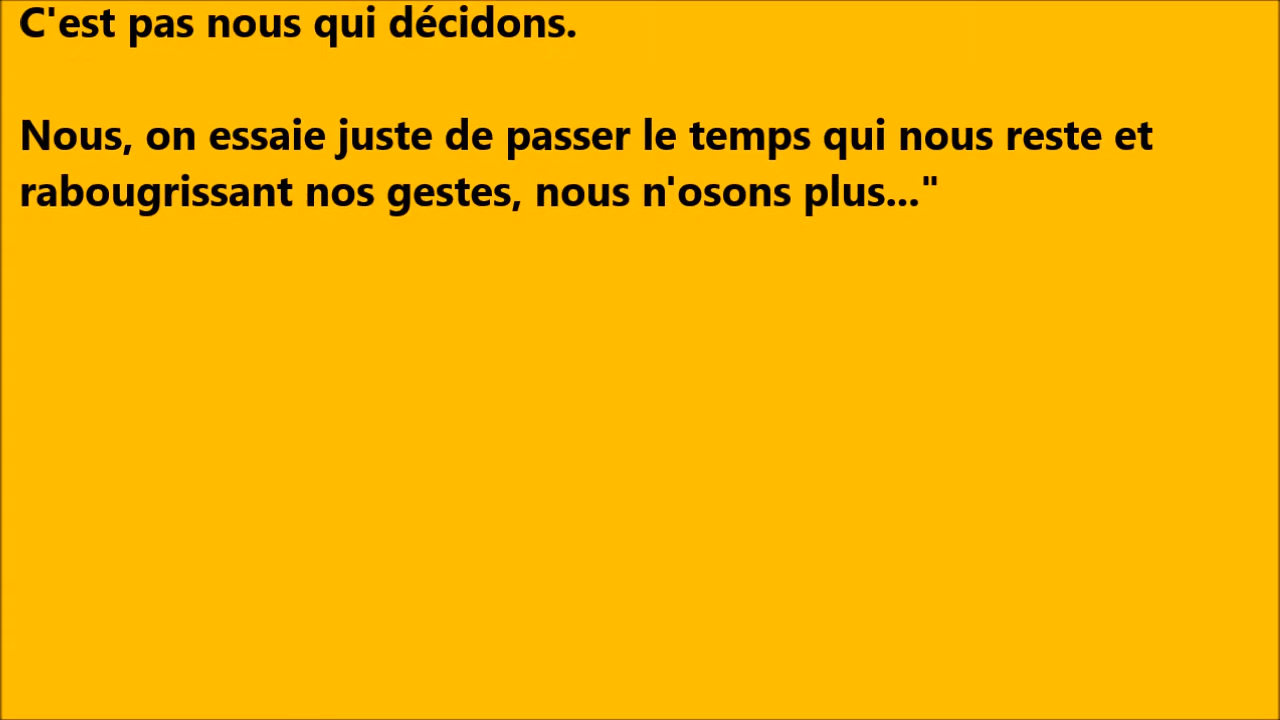 C'est pas nous qui décidons.
Nous, on essaie juste de passer le temps qui nous reste et
rabougrissant nos gestes, nous n'osons plus..."